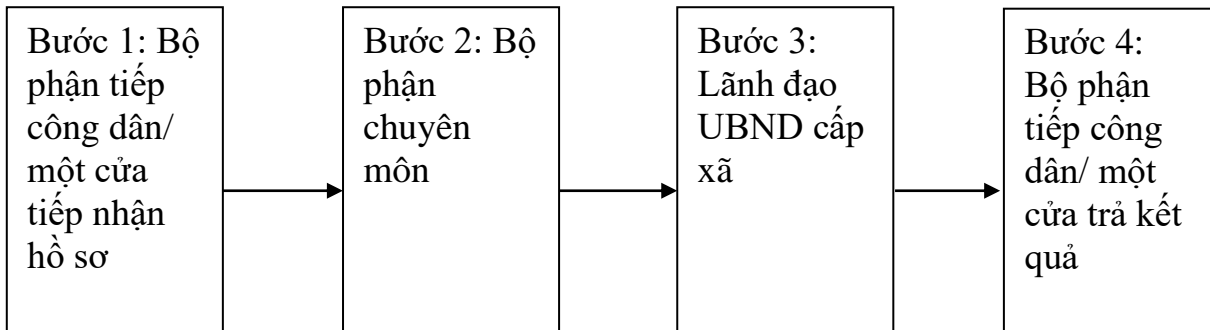 Bước 1: Bộ
phận tiếp
công dân/
một cửa
tiếp nhận
hồ sơ
Bước 2: Bộ
phận
chuyên
môn
Bước 3:
Lãnh đạo
UBND cấp
xã
Bước 4:
Bộ phận
tiếp công
dân/ một
cửa trả kết
quả